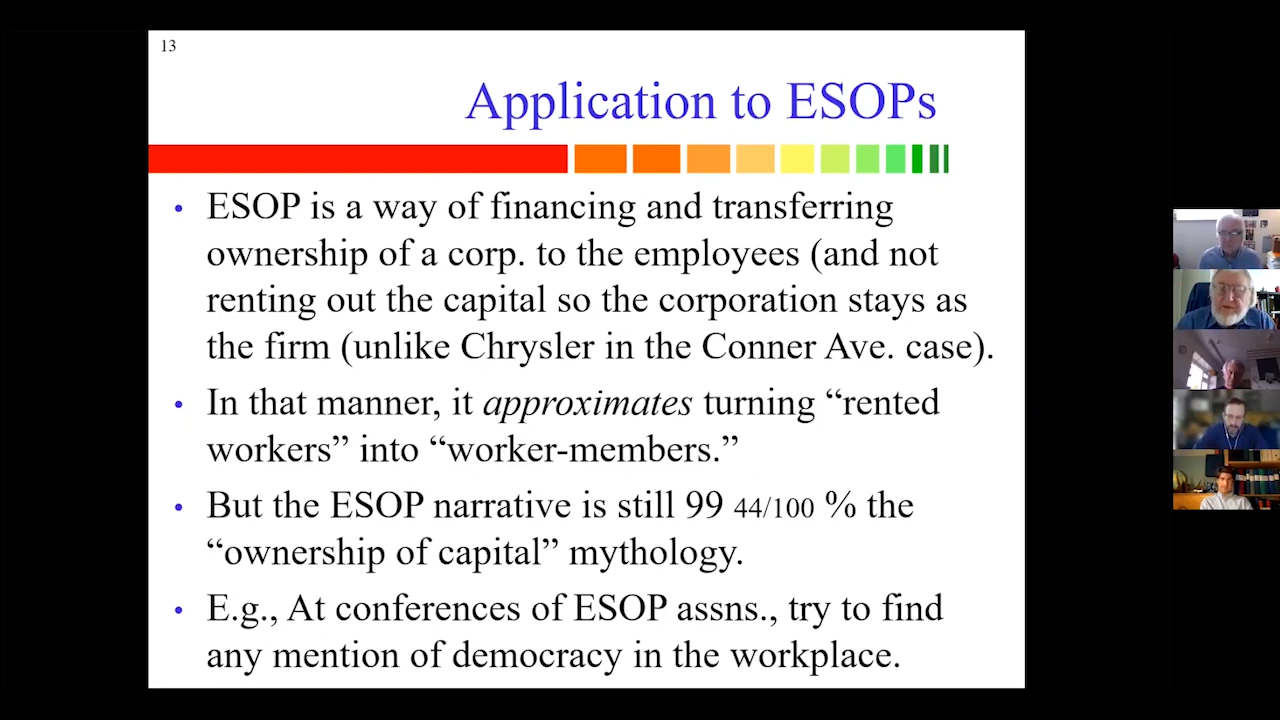 13
Application to ESOPs
• ESOP is a way of financing and transferring
ownership of a corp. to the employees (and not
renting out the capital so the corporation stays as
the firm (unlike Chrysler in the Conner Ave. case).
• In that manner, it approximates turning “rented
workers” into “worker-members.”
• But the ESOP narrative is still 99 44/100 % the
“ownership of capital” mythology.
• E.g., At conferences of ESOP assns., try to find
any mention of democracy in the workplace.